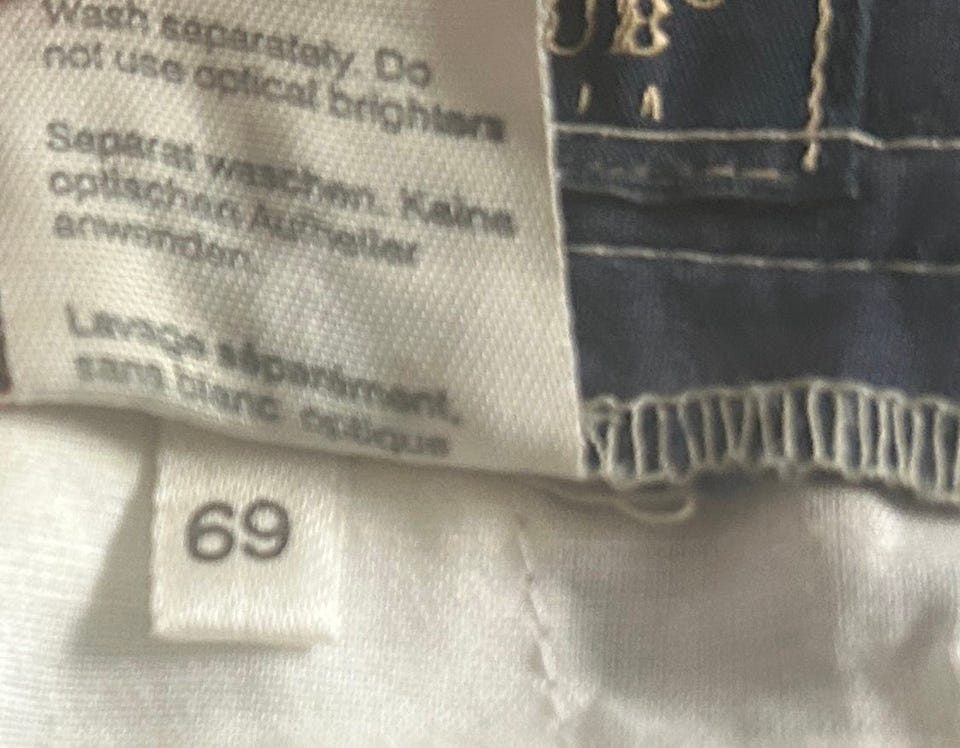 Wash separately. Do
not use optical brighteners
Separat waschen. Keine
optischen Aufheller
anwenden.
Lavage séparément,
sans blanc optique
69